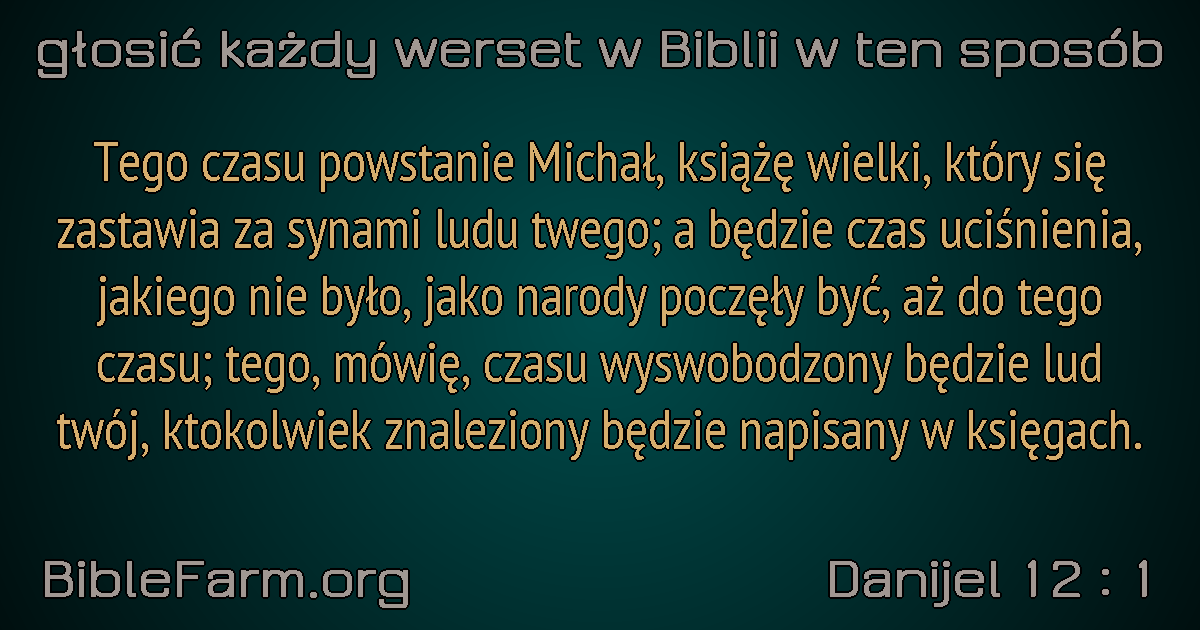 głosić każdy werset w Biblii w ten sposób
Tego czasu powstanie Michał, książę wielki, który się
zastawia za synami ludu twego; a będzie czas uciśnienia,
jakiego nie było, jako narody poczęły być, aż do tego
czasu; tego, mówię, czasu wyswobodzony będzie lud
twój, ktokolwiek znaleziony będzie napisany w księgach.
BibleFarm.org
Danijel 12 : 1